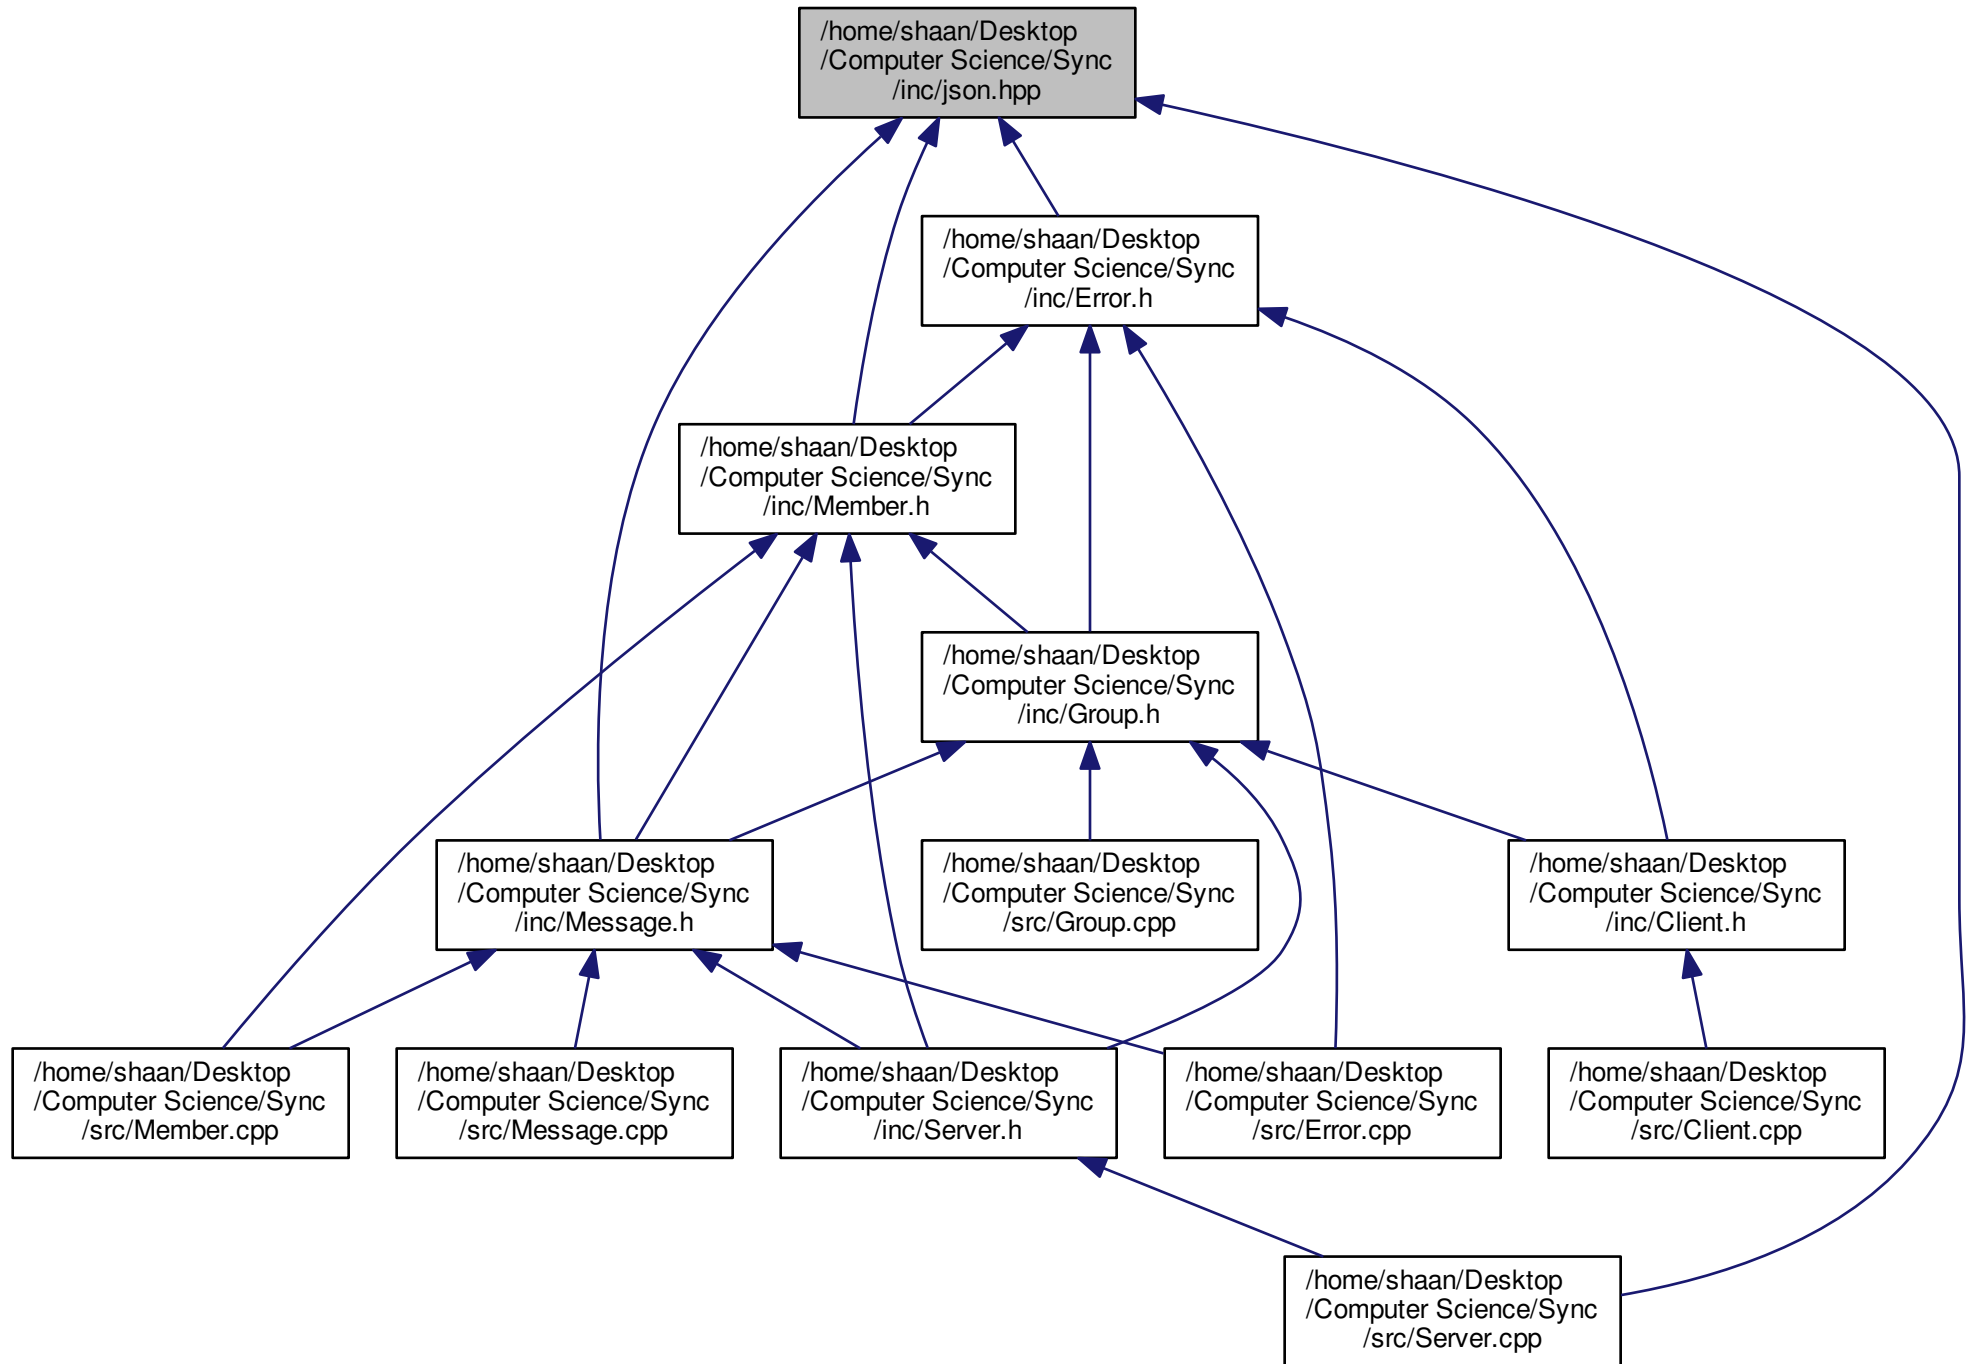 /home/shaan/Desktop
/Computer Science/Sync
/inc/json.hpp
/home/shaan/Desktop
/Computer Science/Sync
/inc/Error.h
/home/shaan/Desktop
/Computer Science/Sync
/inc/Member.h
/home/shaan/Desktop
/Computer Science/Sync
/inc/Group.h
/home/shaan/Desktop
/Computer Science/Sync
/inc/Message.h
/home/shaan/Desktop
/Computer Science/Sync
/src/Group.cpp
/home/shaan/Desktop
/Computer Science/Sync
/inc/Client.h
/home/shaan/Desktop
/Computer Science/Sync
/src/Member.cpp
/home/shaan/Desktop
/Computer Science/Sync
/src/Message.cpp
/home/shaan/Desktop
/Computer Science/Sync
/inc/Server.h
/home/shaan/Desktop
/Computer Science/Sync
/src/Error.cpp
/home/shaan/Desktop
/Computer Science/Sync
/src/Client.cpp
/home/shaan/Desktop
/Computer Science/Sync
/src/Server.cpp